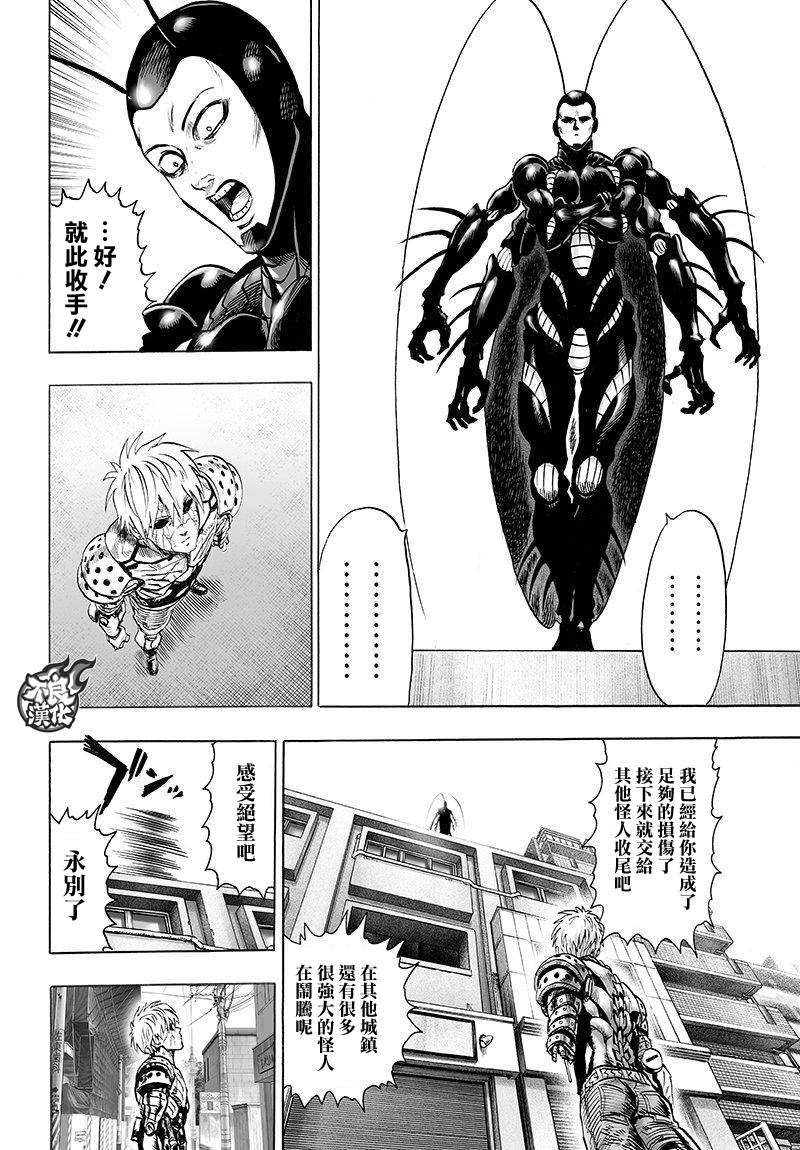 ………
………
…好！
就此收手!!
我已經給你造成了
足夠的損傷了
接下來就交給
其他怪人收尾吧
在其他城鎮
還有很多
很強大的怪人
在鬧騰呢
感受絕望吧
永別了
漢化